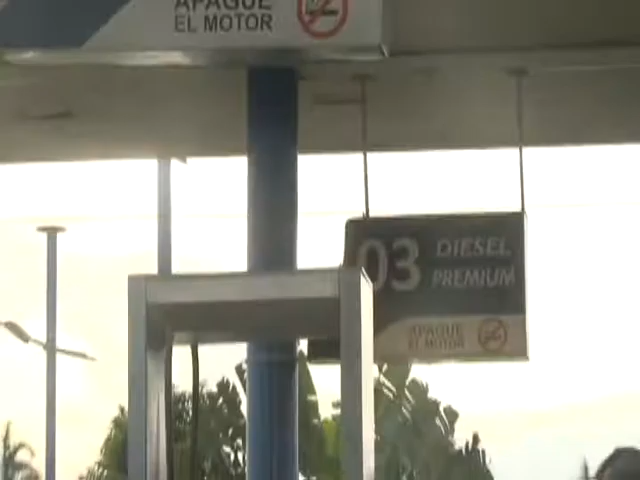 APAGUE
EL MOTOR
03
DIESEL
PREMIUM
APAGUE
EL MOTOR